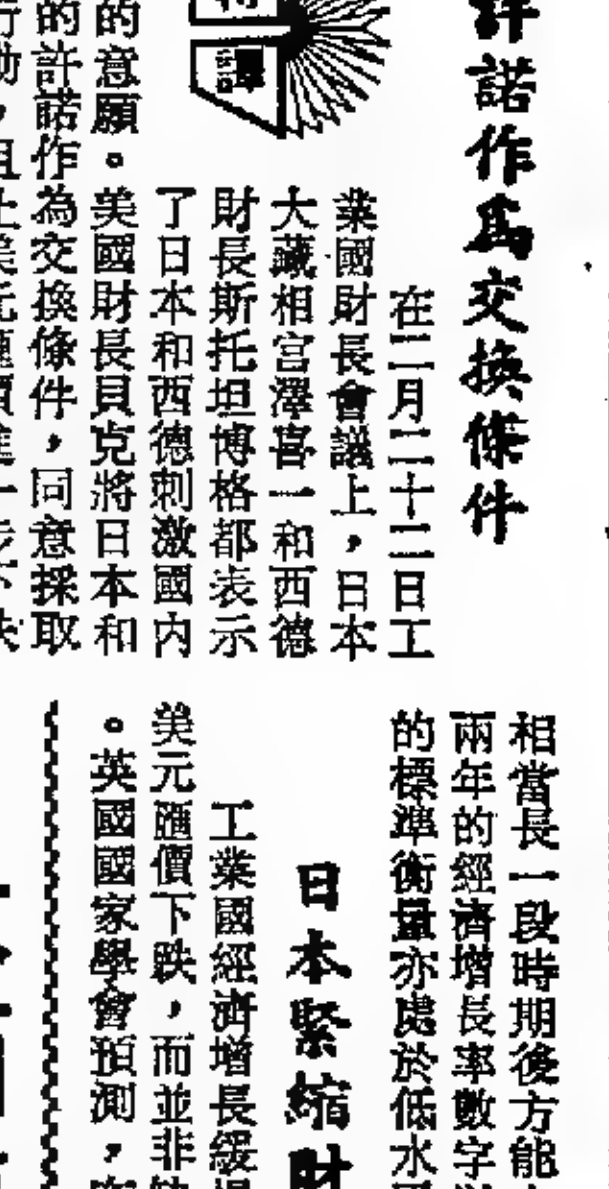 許諾作爲交換條件
在二月二十二日工
業國財長會議上，日本
大藏相宮澤喜一和西德
財長斯托坦博格都表示
了日本和西德刺激國內
的意願。美國財長貝克將日本和
的許諾作為交換條件，同意採取
相當長一段時期後方能
兩年的經濟增長率數字
的標準衡量亦處於低水
日本緊縮財
工業國經濟增長緩
美元匯價下跌，而並非
。英國國家學會預測，